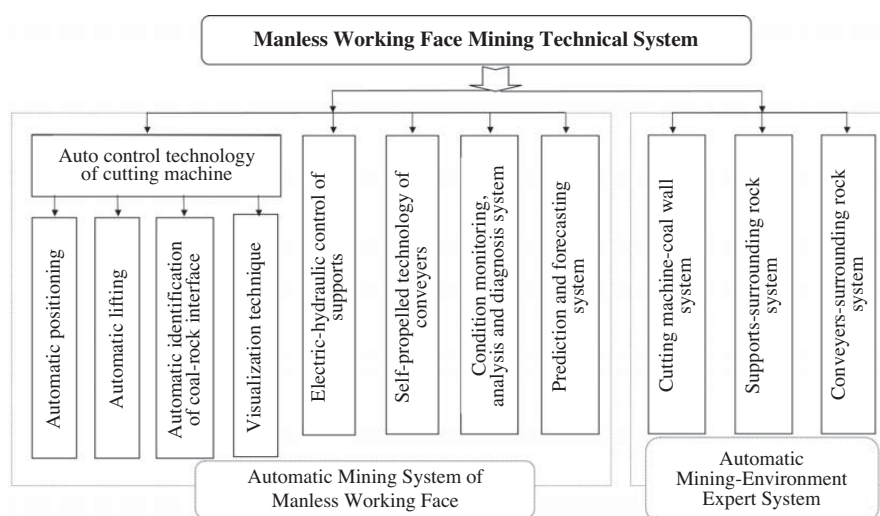 Manless Working Face Mining Technical System
Auto control technology
of cutting machine
Automatic positioning
Automatic lifting
Automatic identification
of coal-rock interface
Visualization technique
Electric-hydraulic control of
supports
Self-propelled technology of
conveyers
Condition monitoring,
analysis and diagnosis system
Prediction and forecasting
system
Cutting machine-coal wall
system
Supports-surrounding rock
system
Conveyers-surrounding rock
system
Automatic Mining System of
Manless Working Face
Automatic
Mining-Environment
Expert System